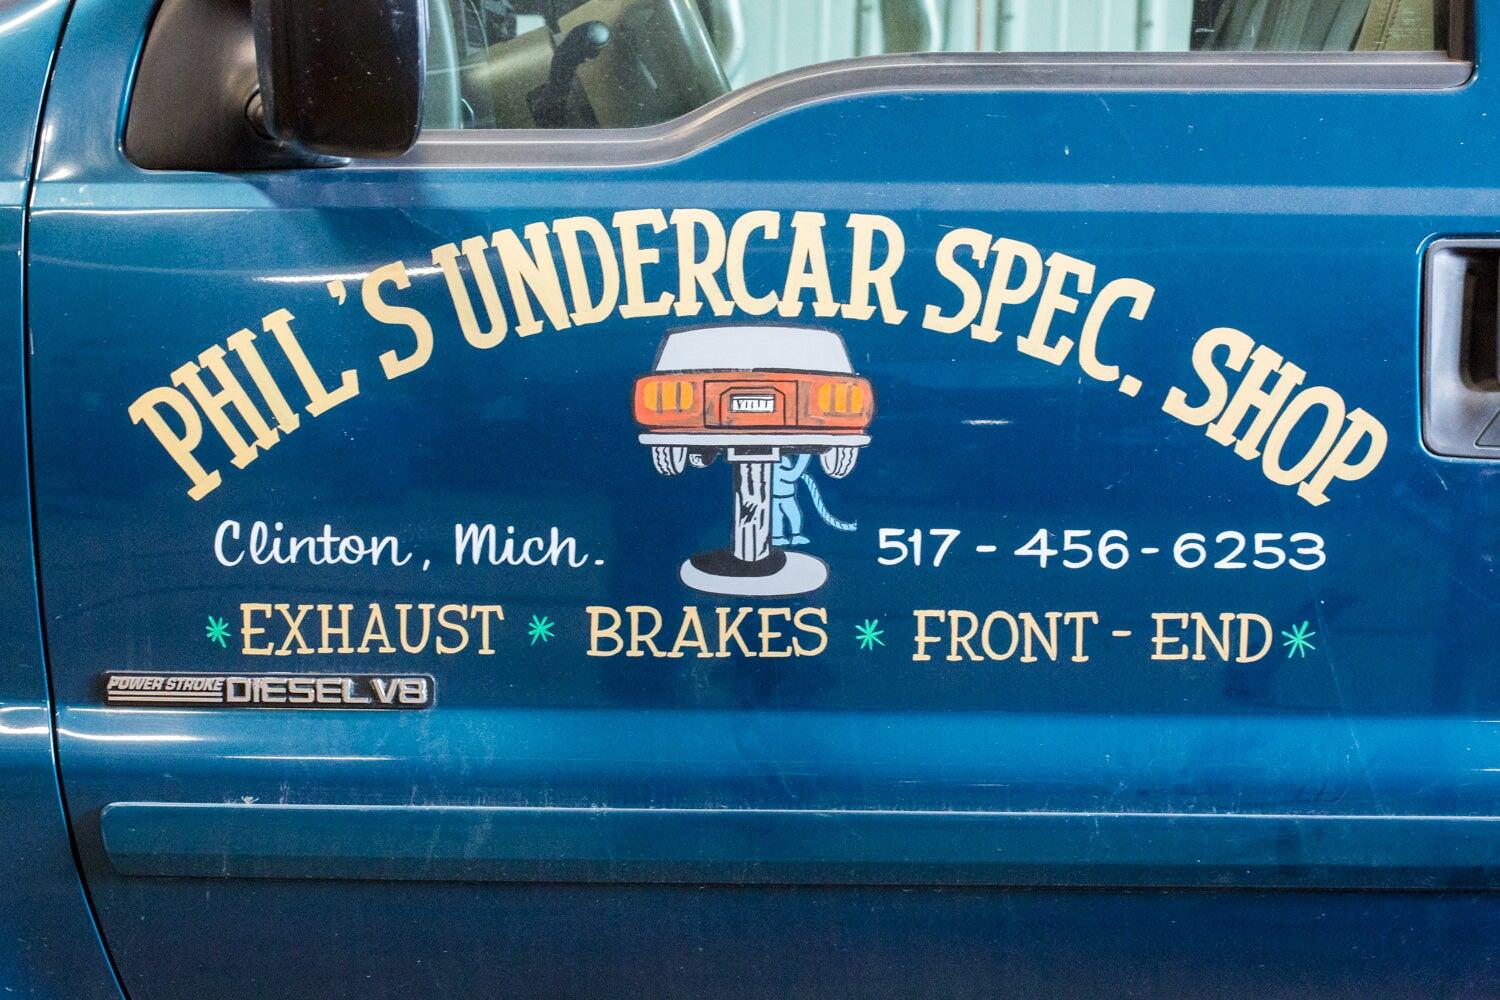 PHIL'S UNDERCAR SPEC. SHOP
Clinton, Mich.
517-456-6253
* EXHAUST * BRAKES * FRONT-END *
POWER STROKE DIESEL V8